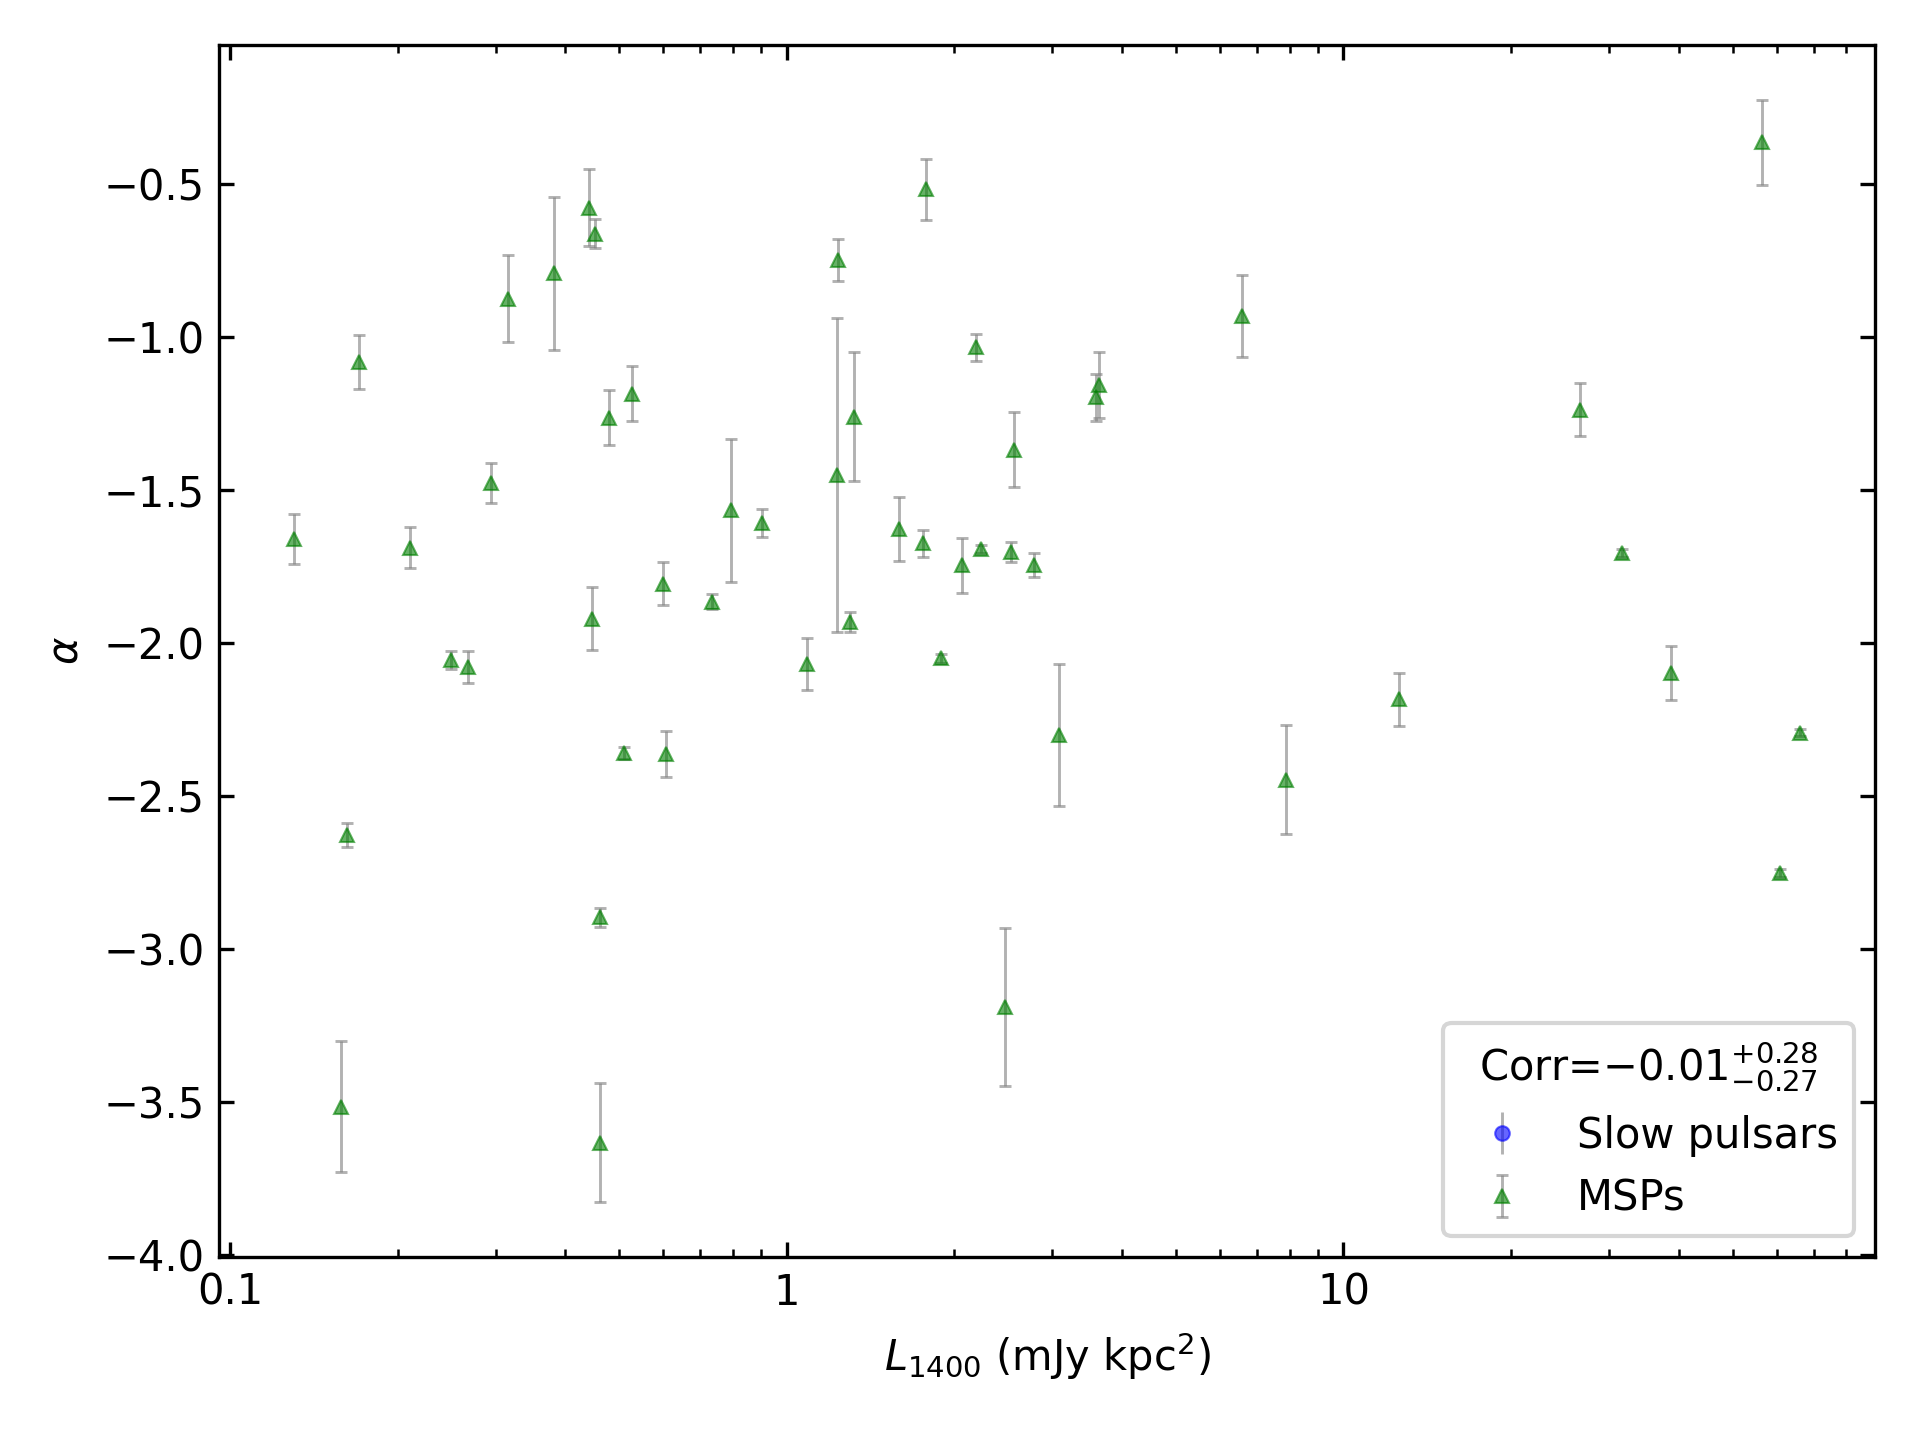 −0.5
−1.0
−1.5
−2.0
−2.5
−3.0
−3.5
−4.0
α
0.1 1 10
L₁₄₀₀ (mJy kpc²)
Corr=−0.01 +0.28 −0.27
Slow pulsars
MSPs